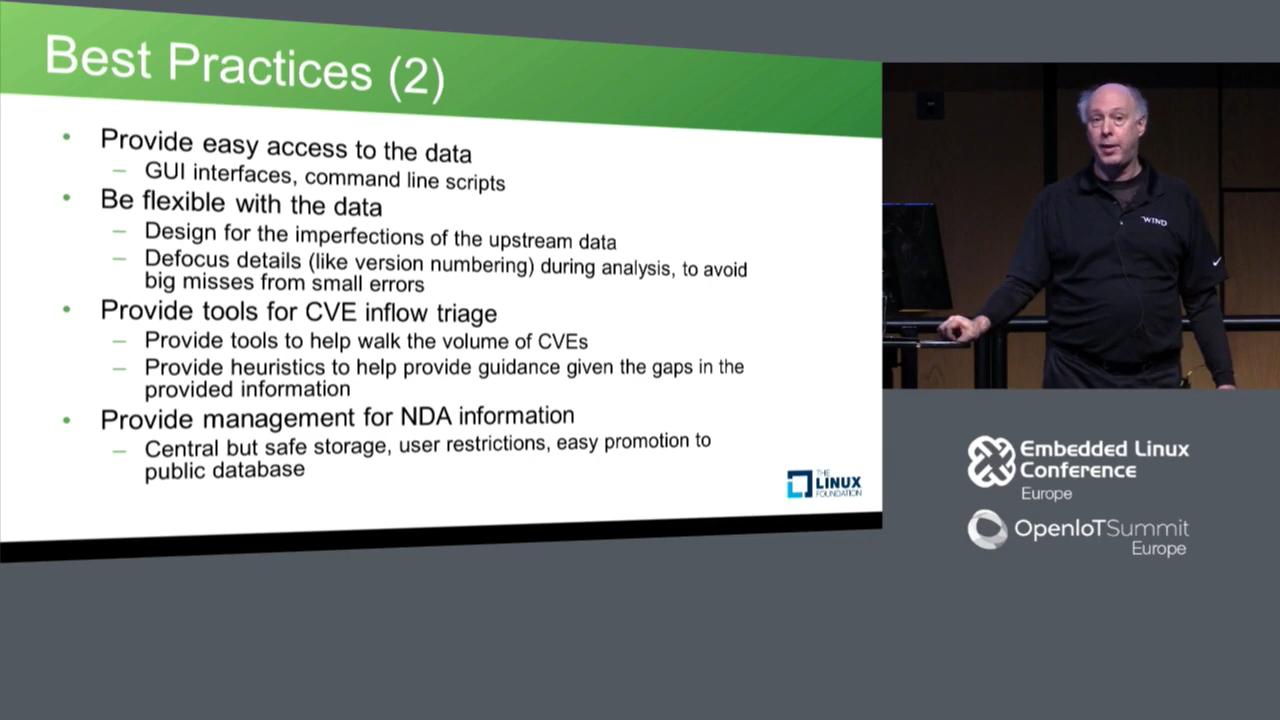 Best Practices (2)
• Provide easy access to the data
– GUI interfaces, command line scripts
• Be flexible with the data
– Design for the imperfections of the upstream data
– Defocus details (like version numbering) during analysis, to avoid
big misses from small errors
• Provide tools for CVE inflow triage
– Provide tools to help walk the volume of CVEs
– Provide heuristics to help provide guidance given the gaps in the
provided information
• Provide management for NDA information
– Central but safe storage, user restrictions, easy promotion to
public database
THE
LINUX
FOUNDATION
WIND
Embedded Linux
Conference
Europe
OpenIoTSummit
Europe